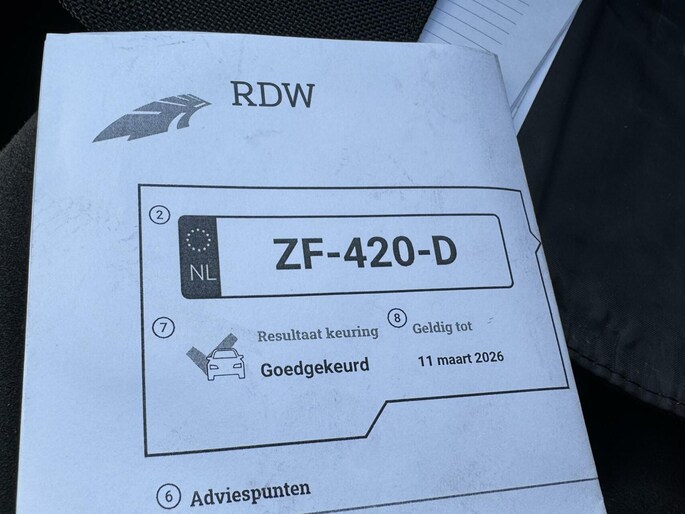 RDW
2
NL
ZF-420-D
7
Resultaat keuring
Goedgekeurd
8
Geldig tot
11 maart 2026
6 Adviespunten